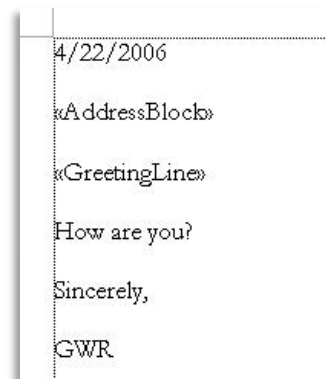 4/22/2006
«AddressBlock»
«GreetingLine»
How are you?
Sincerely,
GWR